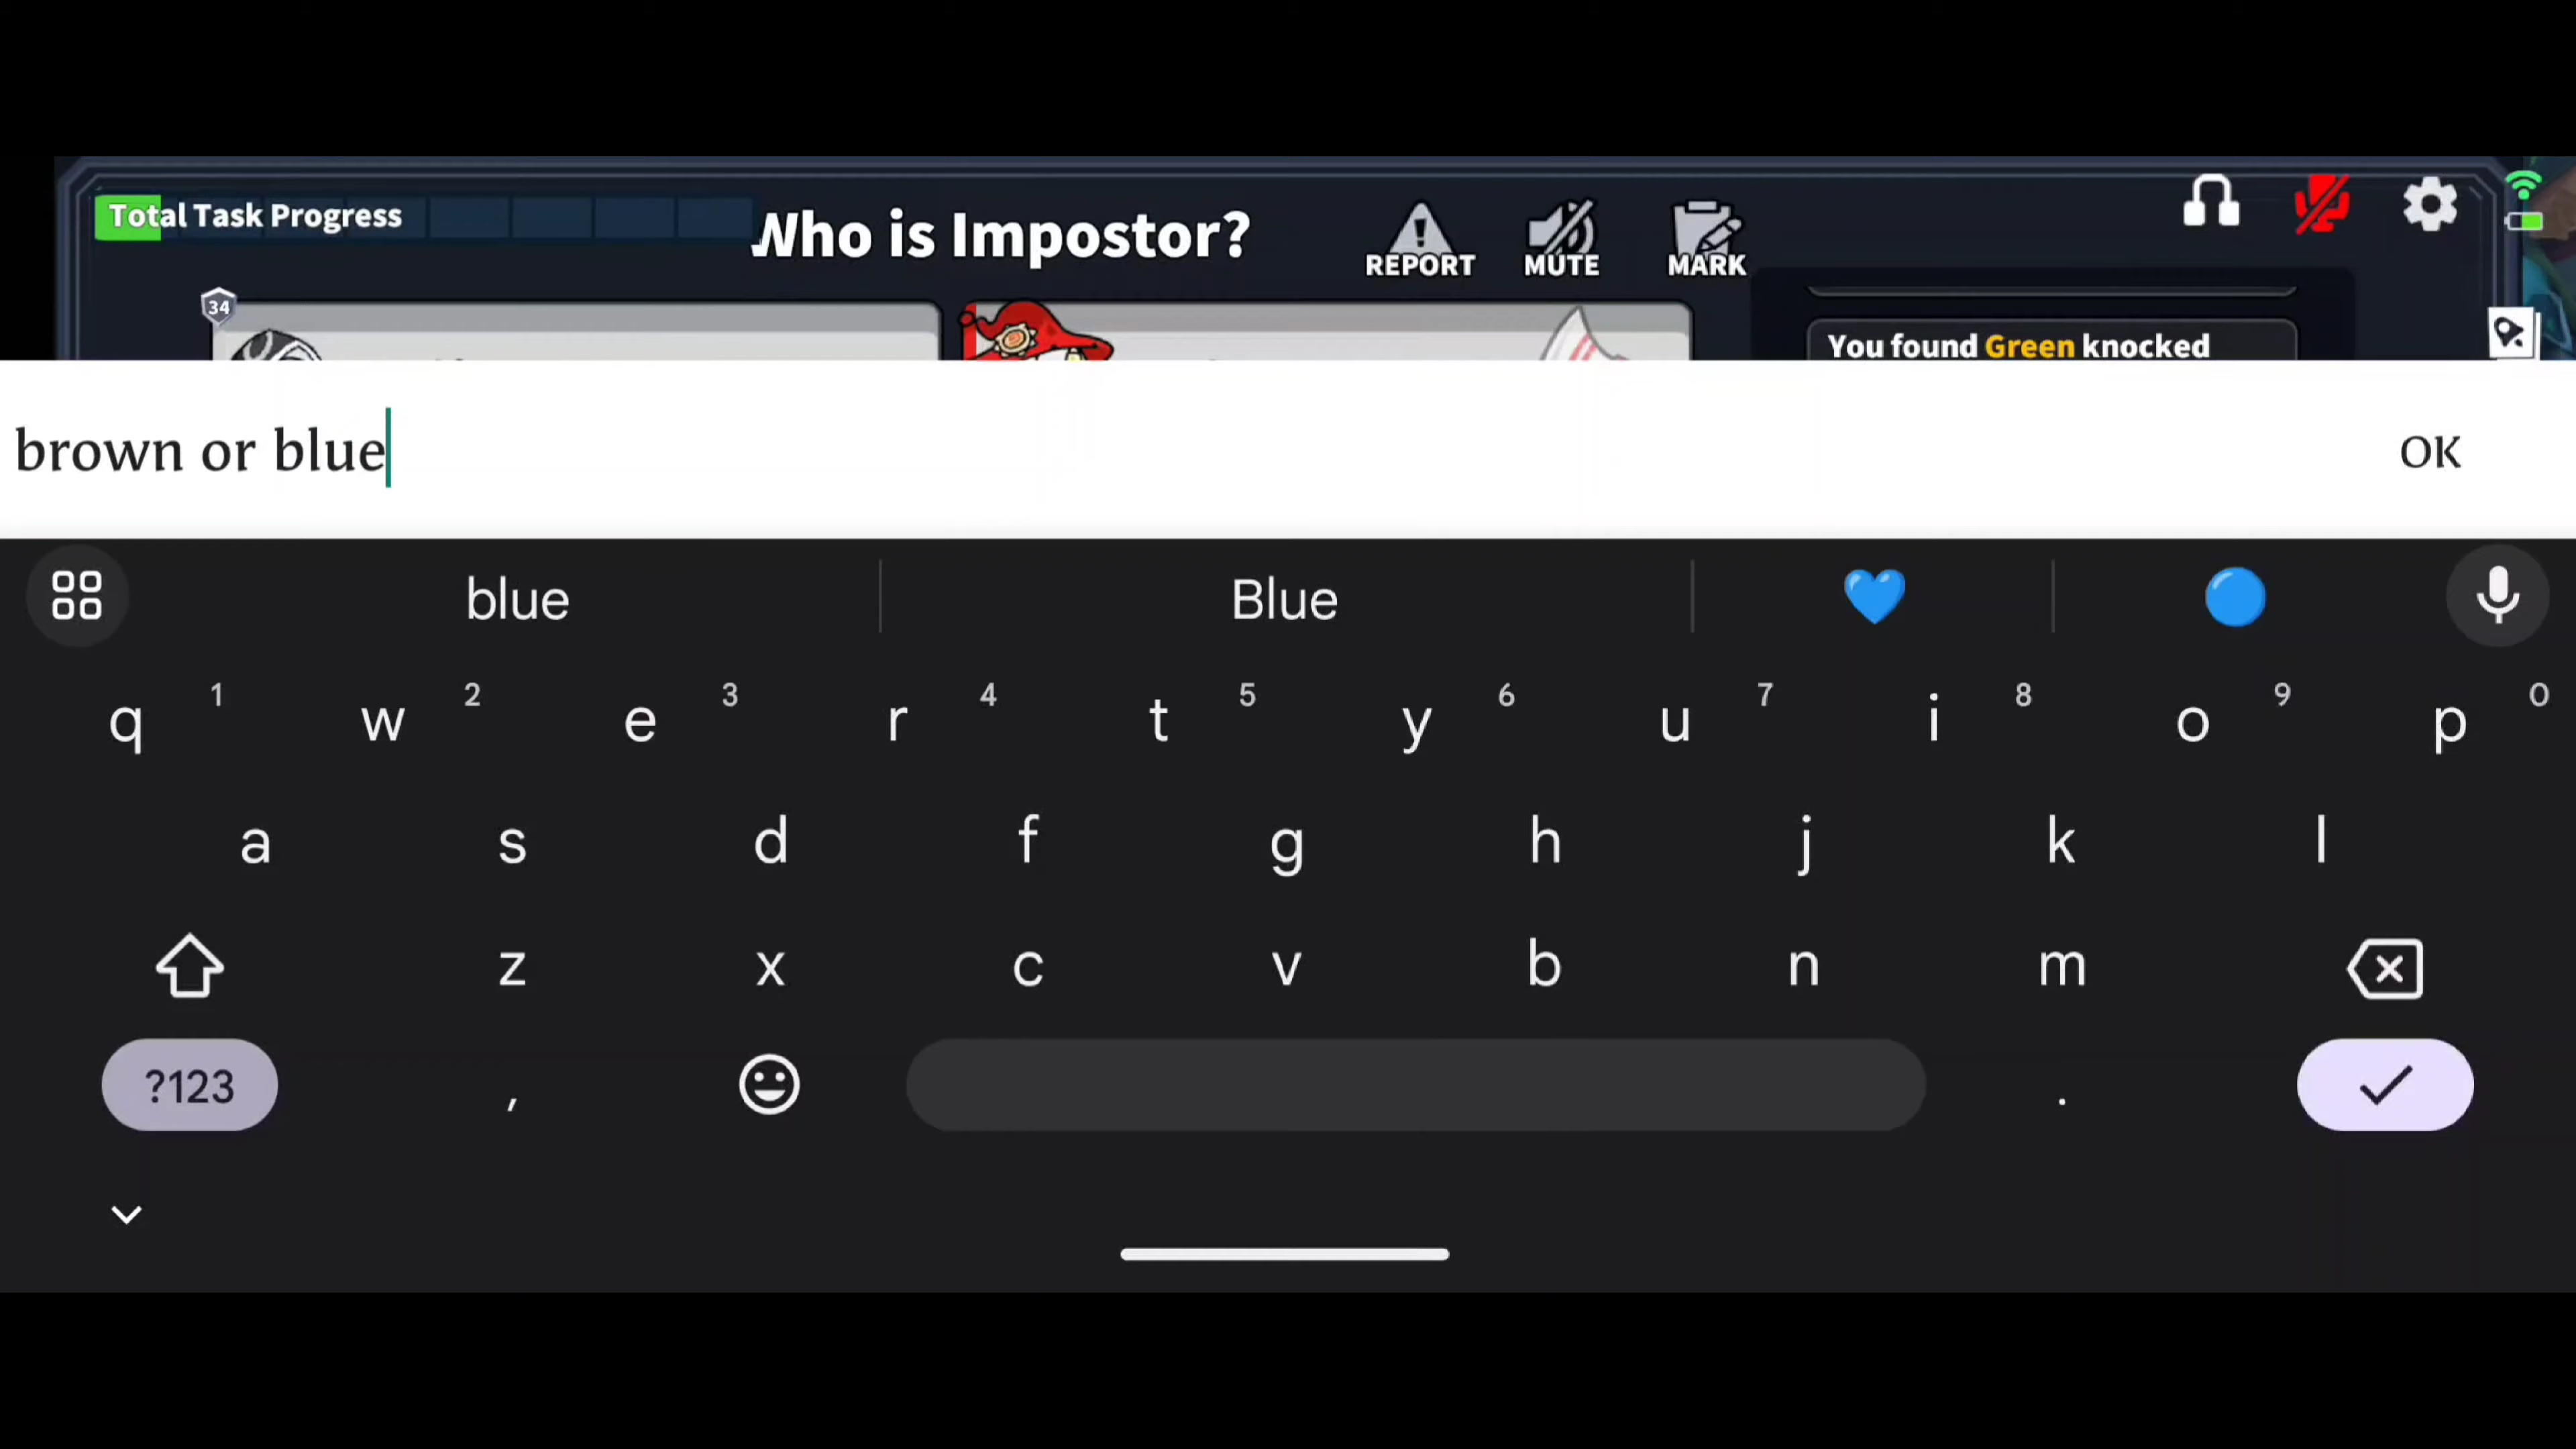 Total Task Progress
Who is Impostor?
REPORT
MUTE
MARK
34
You found Green knocked
brown or blue
OK
blue
Blue
q 1 w 2 e 3 r 4 t 5 y 6 u 7 i 8 o 9 p 0
a s d f g h j k l
z x c v b n m
?123 , .